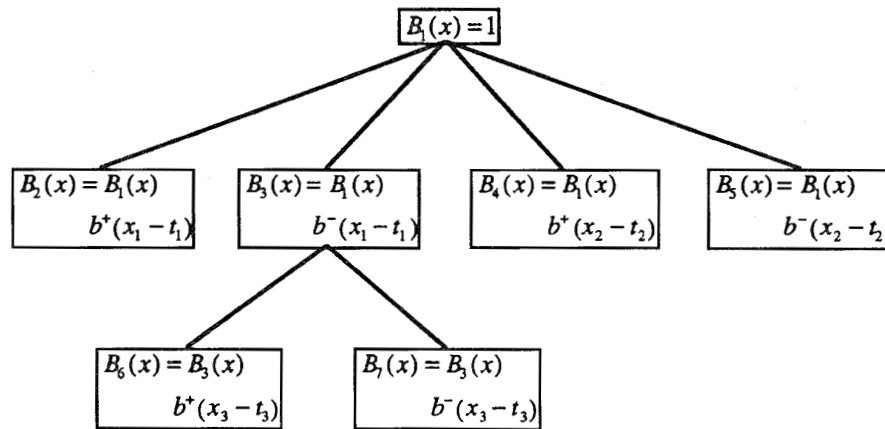 B₁(x) = 1
B₂(x) = B₁(x)
b⁺(x₁ − t₁)
B₃(x) = B₁(x)
b⁻(x₁ − t₁)
B₄(x) = B₁(x)
b⁺(x₂ − t₂)
B₅(x) = B₁(x)
b⁻(x₂ − t₂
B₆(x) = B₃(x)
b⁺(x₃ − t₃)
B₇(x) = B₃(x)
b⁻(x₃ − t₃)